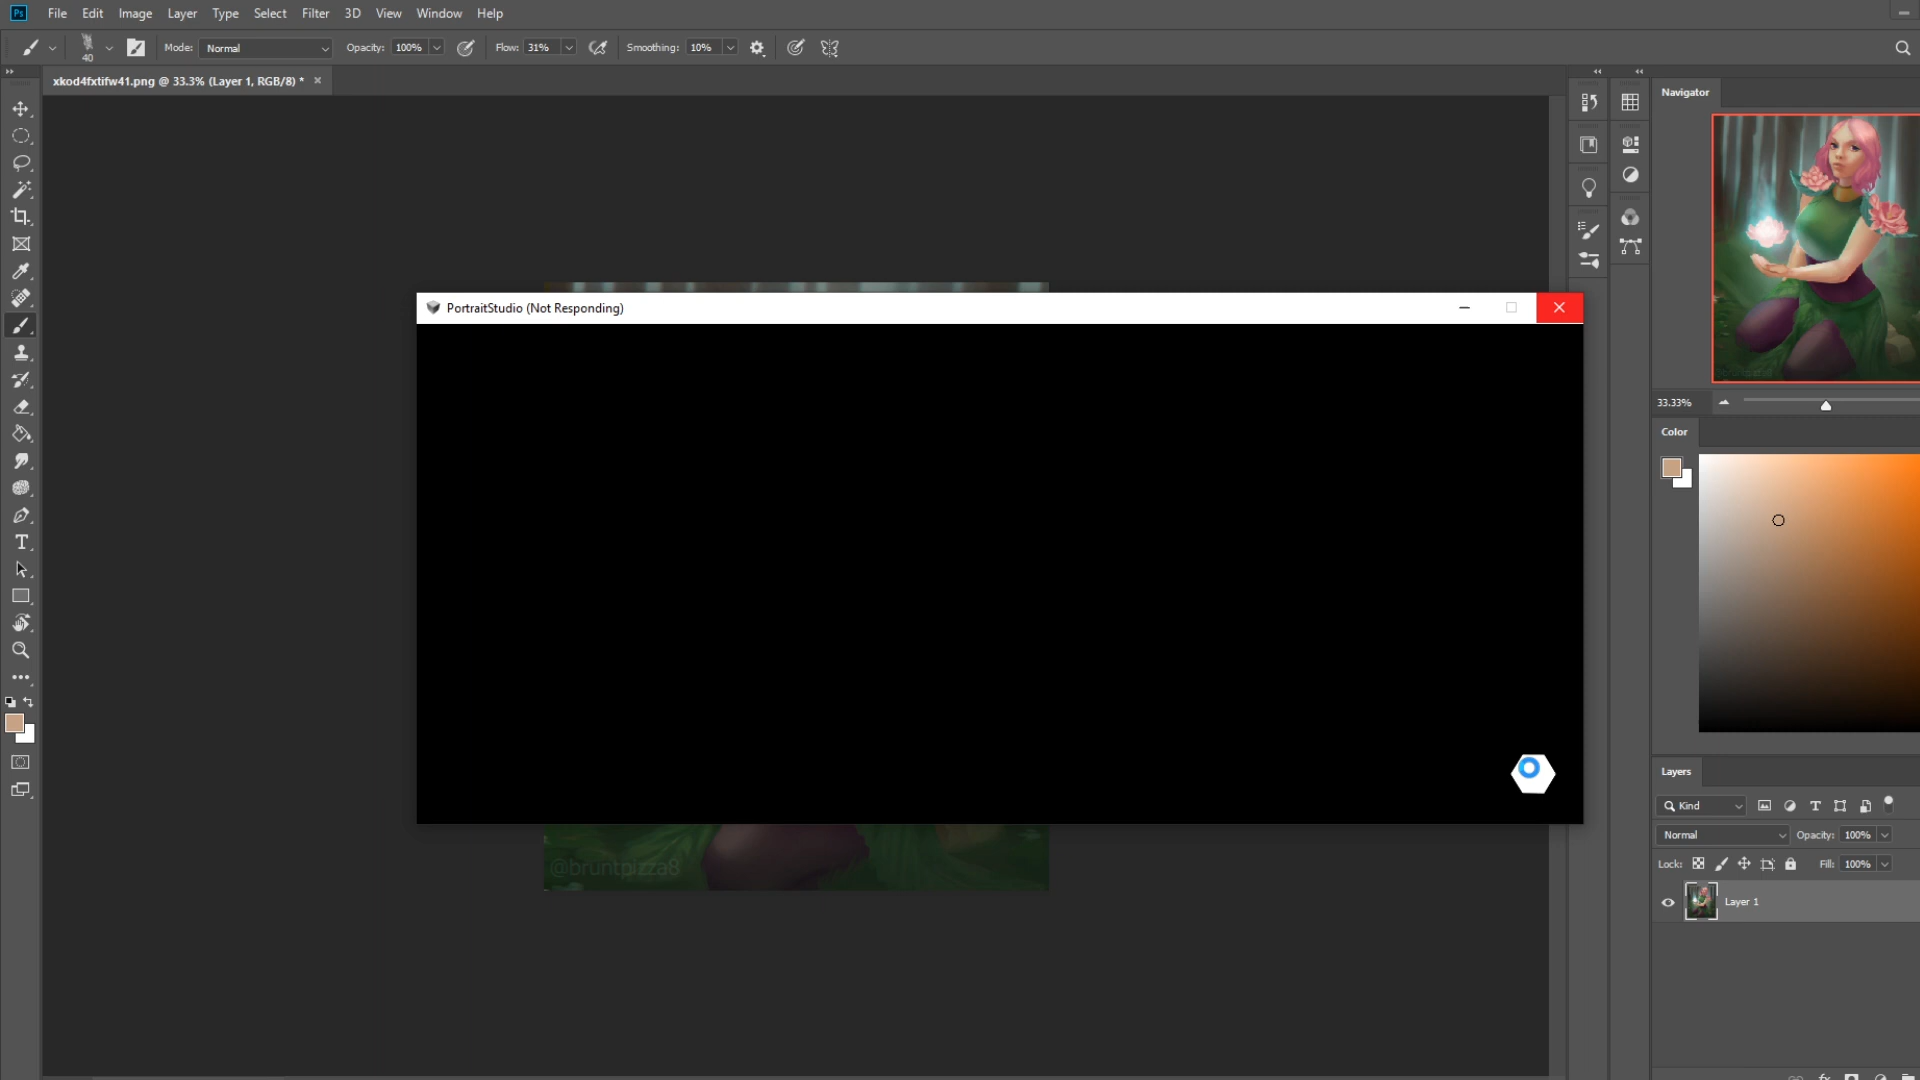 Ps File Edit Image Layer Type Select Filter 3D View Window Help
40 Mode: Normal Opacity: 100% Flow: 31% Smoothing: 10%
xkod4fxtifw41.png @ 33.3% (Layer 1, RGB/8) *
Navigator
PortraitStudio (Not Responding)
33.33%
Color
@bruntpizza8
Layers
Kind
Normal Opacity: 100%
Lock: Fill: 100%
Layer 1